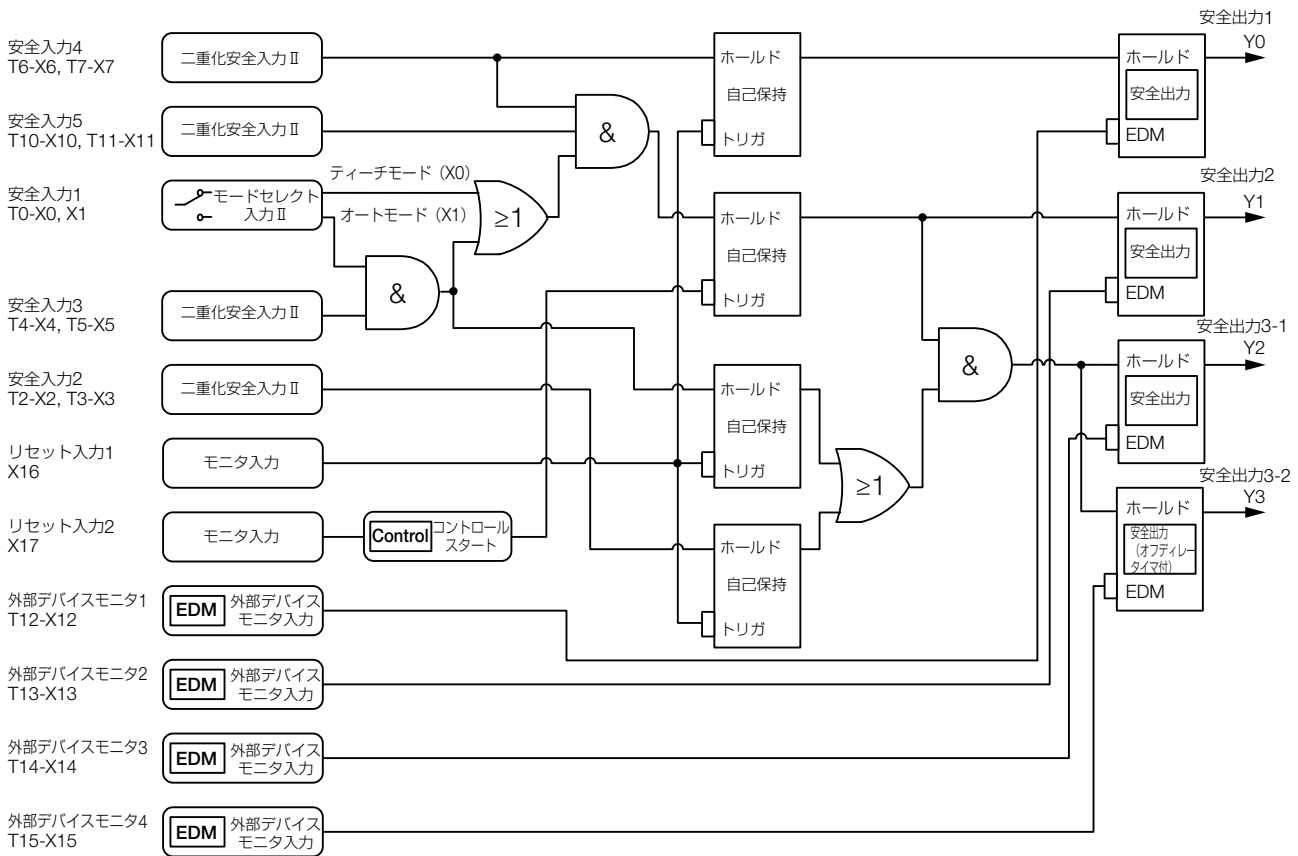 安全入力4
T6-X6, T7-X7
二重化安全入力 II
安全入力5
T10-X10, T11-X11
二重化安全入力 II
安全入力1
T0-X0, X1
モードセレクト
入力 II
ティーチモード（X0）
オートモード（X1）
安全入力3
T4-X4, T5-X5
二重化安全入力 II
安全入力2
T2-X2, T3-X3
二重化安全入力 II
リセット入力1
X16
モニタ入力
リセット入力2
X17
モニタ入力
Control
コントロール
スタート
外部デバイスモニタ1
T12-X12
EDM
外部デバイス
モニタ入力
外部デバイスモニタ2
T13-X13
EDM
外部デバイス
モニタ入力
外部デバイスモニタ3
T14-X14
EDM
外部デバイス
モニタ入力
外部デバイスモニタ4
T15-X15
EDM
外部デバイス
モニタ入力
&
≥1
&
ホールド
自己保持
トリガ
ホールド
自己保持
トリガ
ホールド
自己保持
トリガ
ホールド
自己保持
トリガ
≥1
&
安全出力1
Y0
ホールド
安全出力
EDM
安全出力2
Y1
ホールド
安全出力
EDM
安全出力3-1
Y2
ホールド
安全出力
EDM
安全出力3-2
Y3
ホールド
安全出力
（オフディレー
タイマ付）
EDM